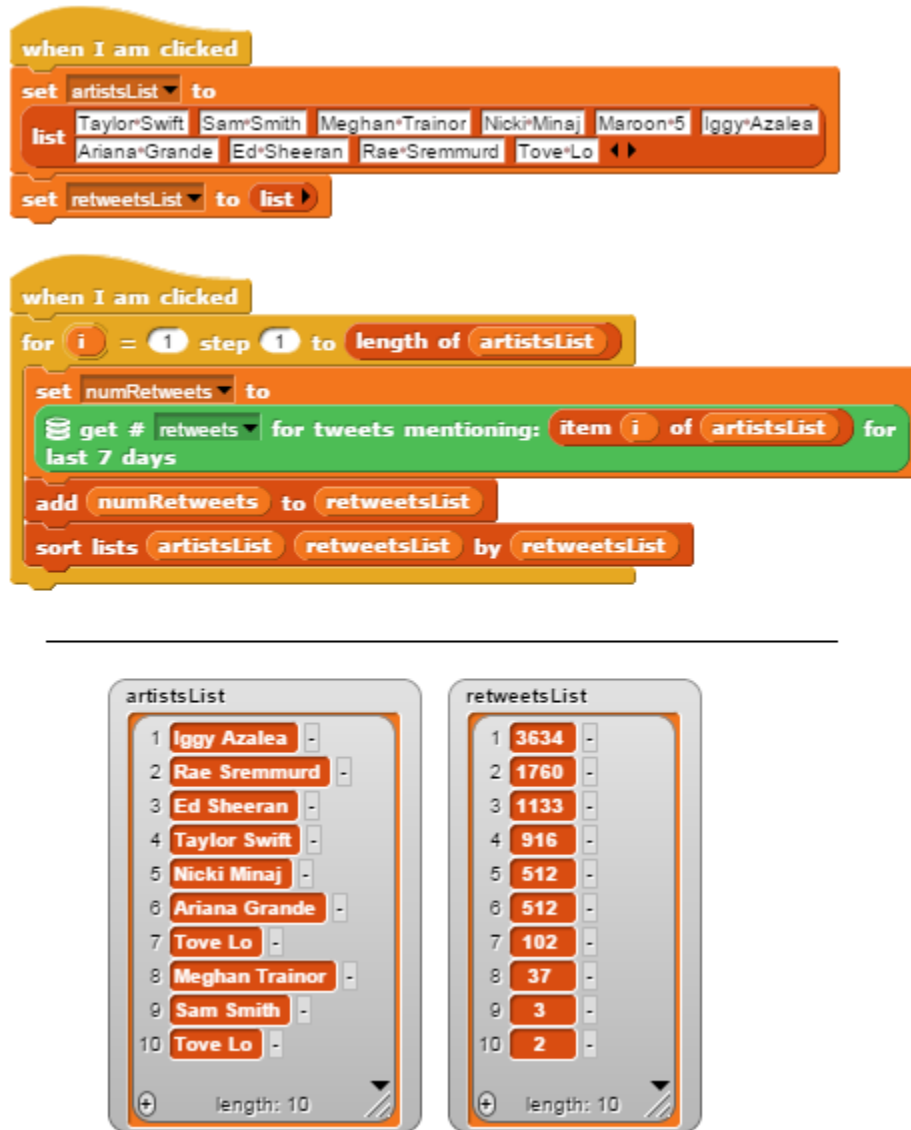 when I am clicked
set artistsList to
list Taylor Swift Sam Smith Meghan Trainor Nicki Minaj Maroon 5 Iggy Azalea
Ariana Grande Ed Sheeran Rae Sremmurd Tove Lo
set retweetsList to list
when I am clicked
for i = 1 step 1 to length of artistsList
set numRetweets to
get # retweets for tweets mentioning: item i of artistsList for
last 7 days
add numRetweets to retweetsList
sort lists artistsList retweetsList by retweetsList
artistsList
1 Iggy Azalea -
2 Rae Sremmurd -
3 Ed Sheeran -
4 Taylor Swift -
5 Nicki Minaj -
6 Ariana Grande -
7 Tove Lo -
8 Meghan Trainor -
9 Sam Smith -
10 Tove Lo -
+ length: 10
retweetsList
1 3634 -
2 1760 -
3 1133 -
4 916 -
5 512 -
6 512 -
7 102 -
8 37 -
9 3 -
10 2 -
+ length: 10